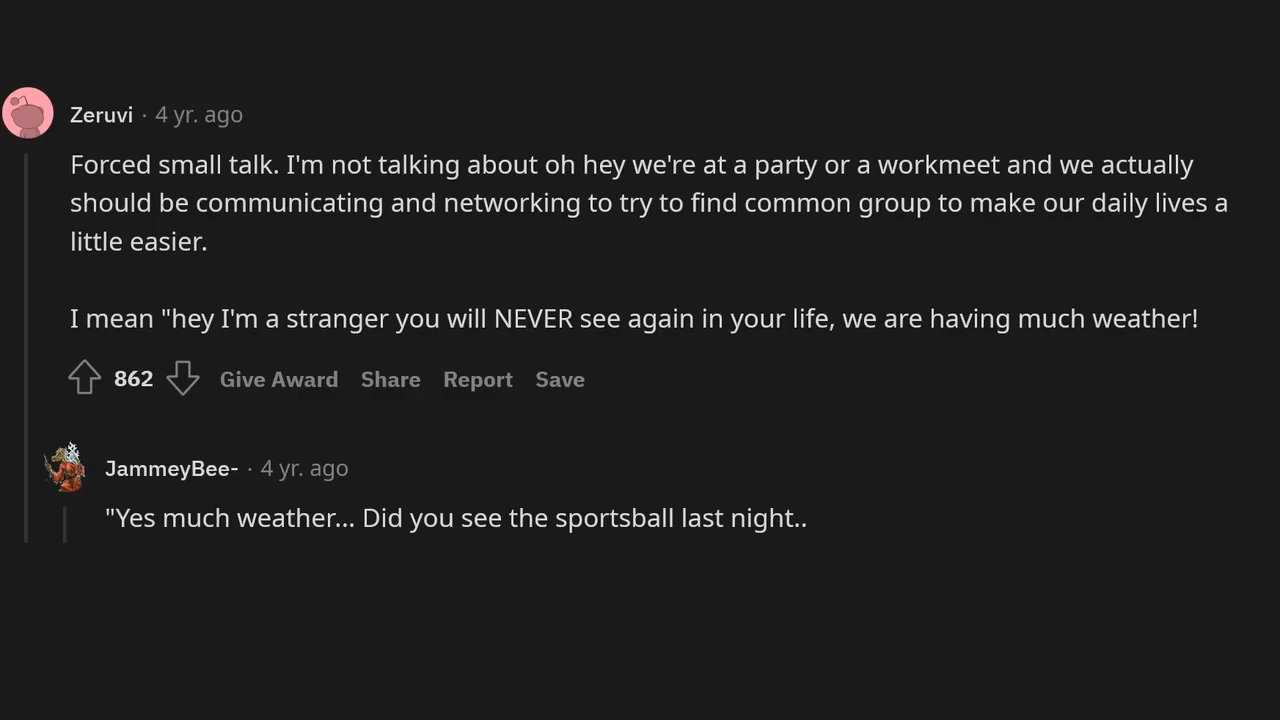 Zeruvi · 4 yr. ago
Forced small talk. I'm not talking about oh hey we're at a party or a workmeet and we actually
should be communicating and networking to try to find common group to make our daily lives a
little easier.
I mean "hey I'm a stranger you will NEVER see again in your life, we are having much weather!
862 Give Award Share Report Save
JammeyBee- · 4 yr. ago
"Yes much weather... Did you see the sportsball last night..